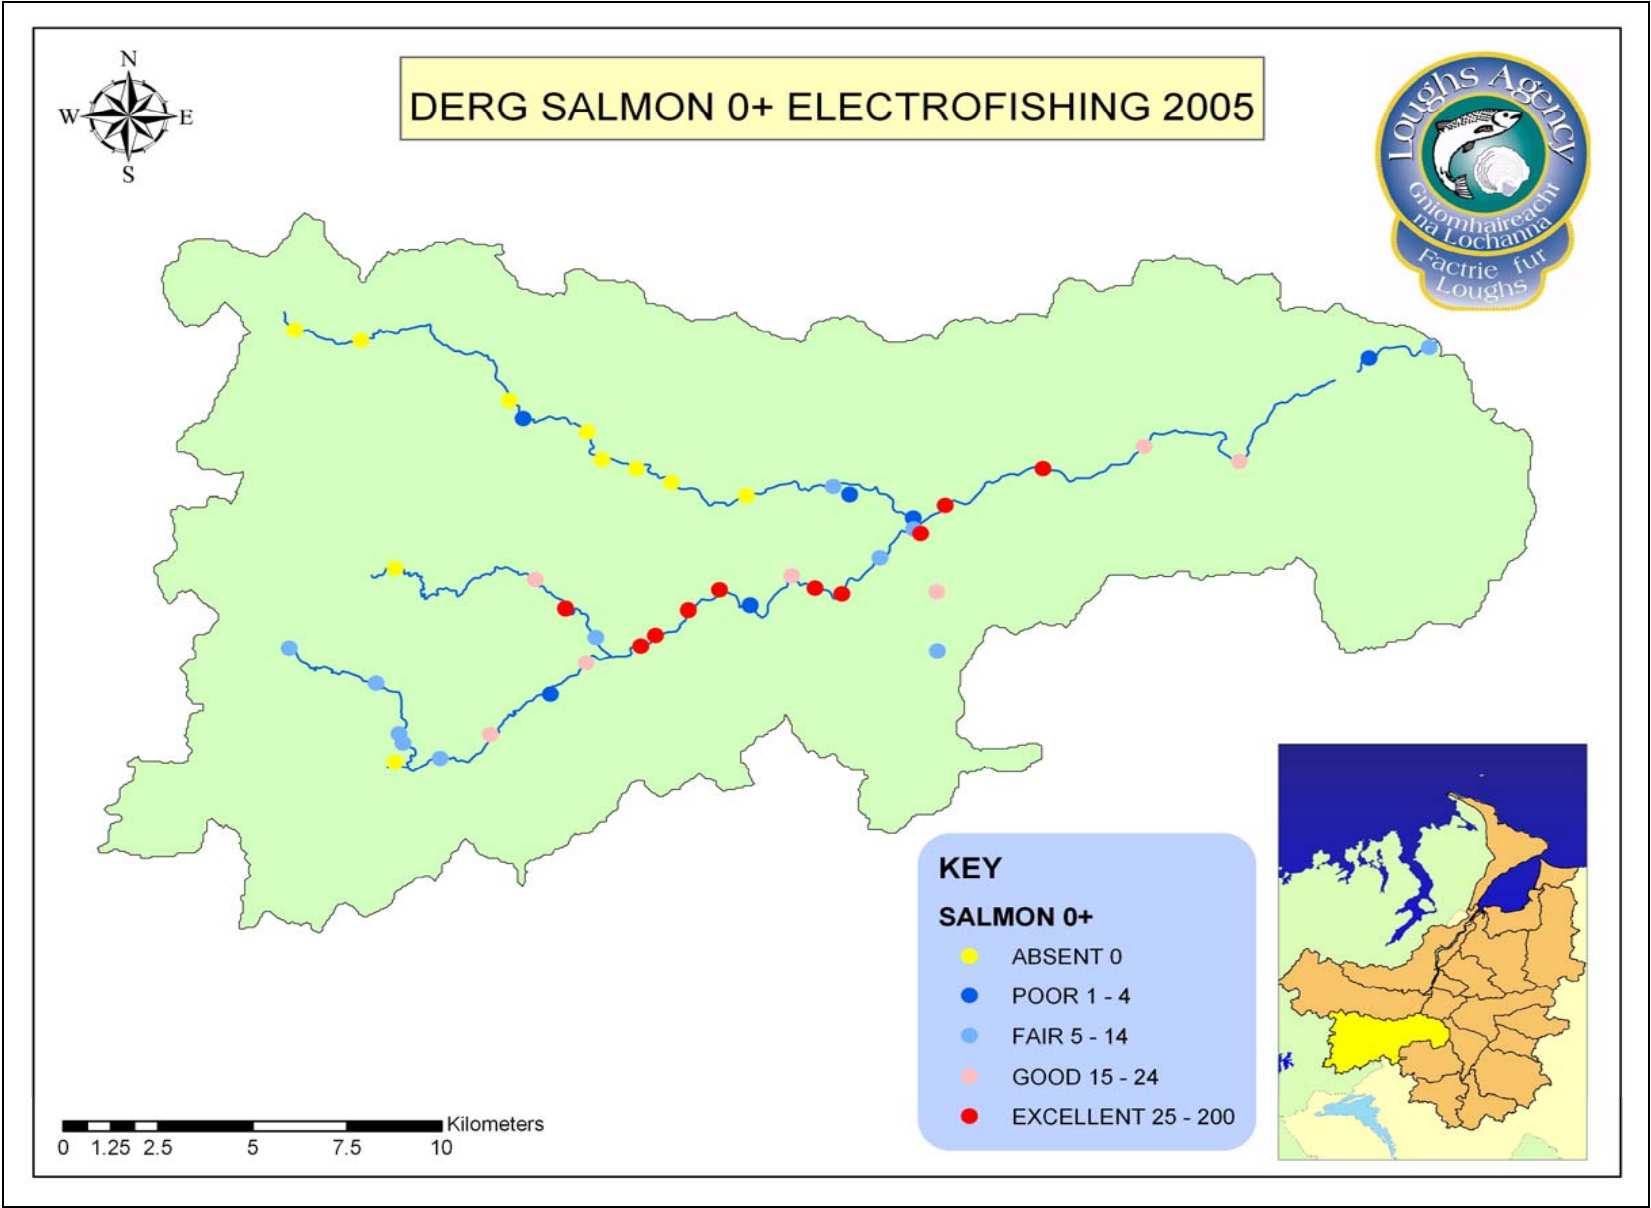 N
W E
S
DERG SALMON 0+ ELECTROFISHING 2005
Loughs Agency
Gníomhaireacht
na Lochanna
Factrie fur
Loughs
KEY
SALMON 0+
ABSENT 0
POOR 1 - 4
FAIR 5 - 14
GOOD 15 - 24
EXCELLENT 25 - 200
Kilometers
0 1.25 2.5 5 7.5 10